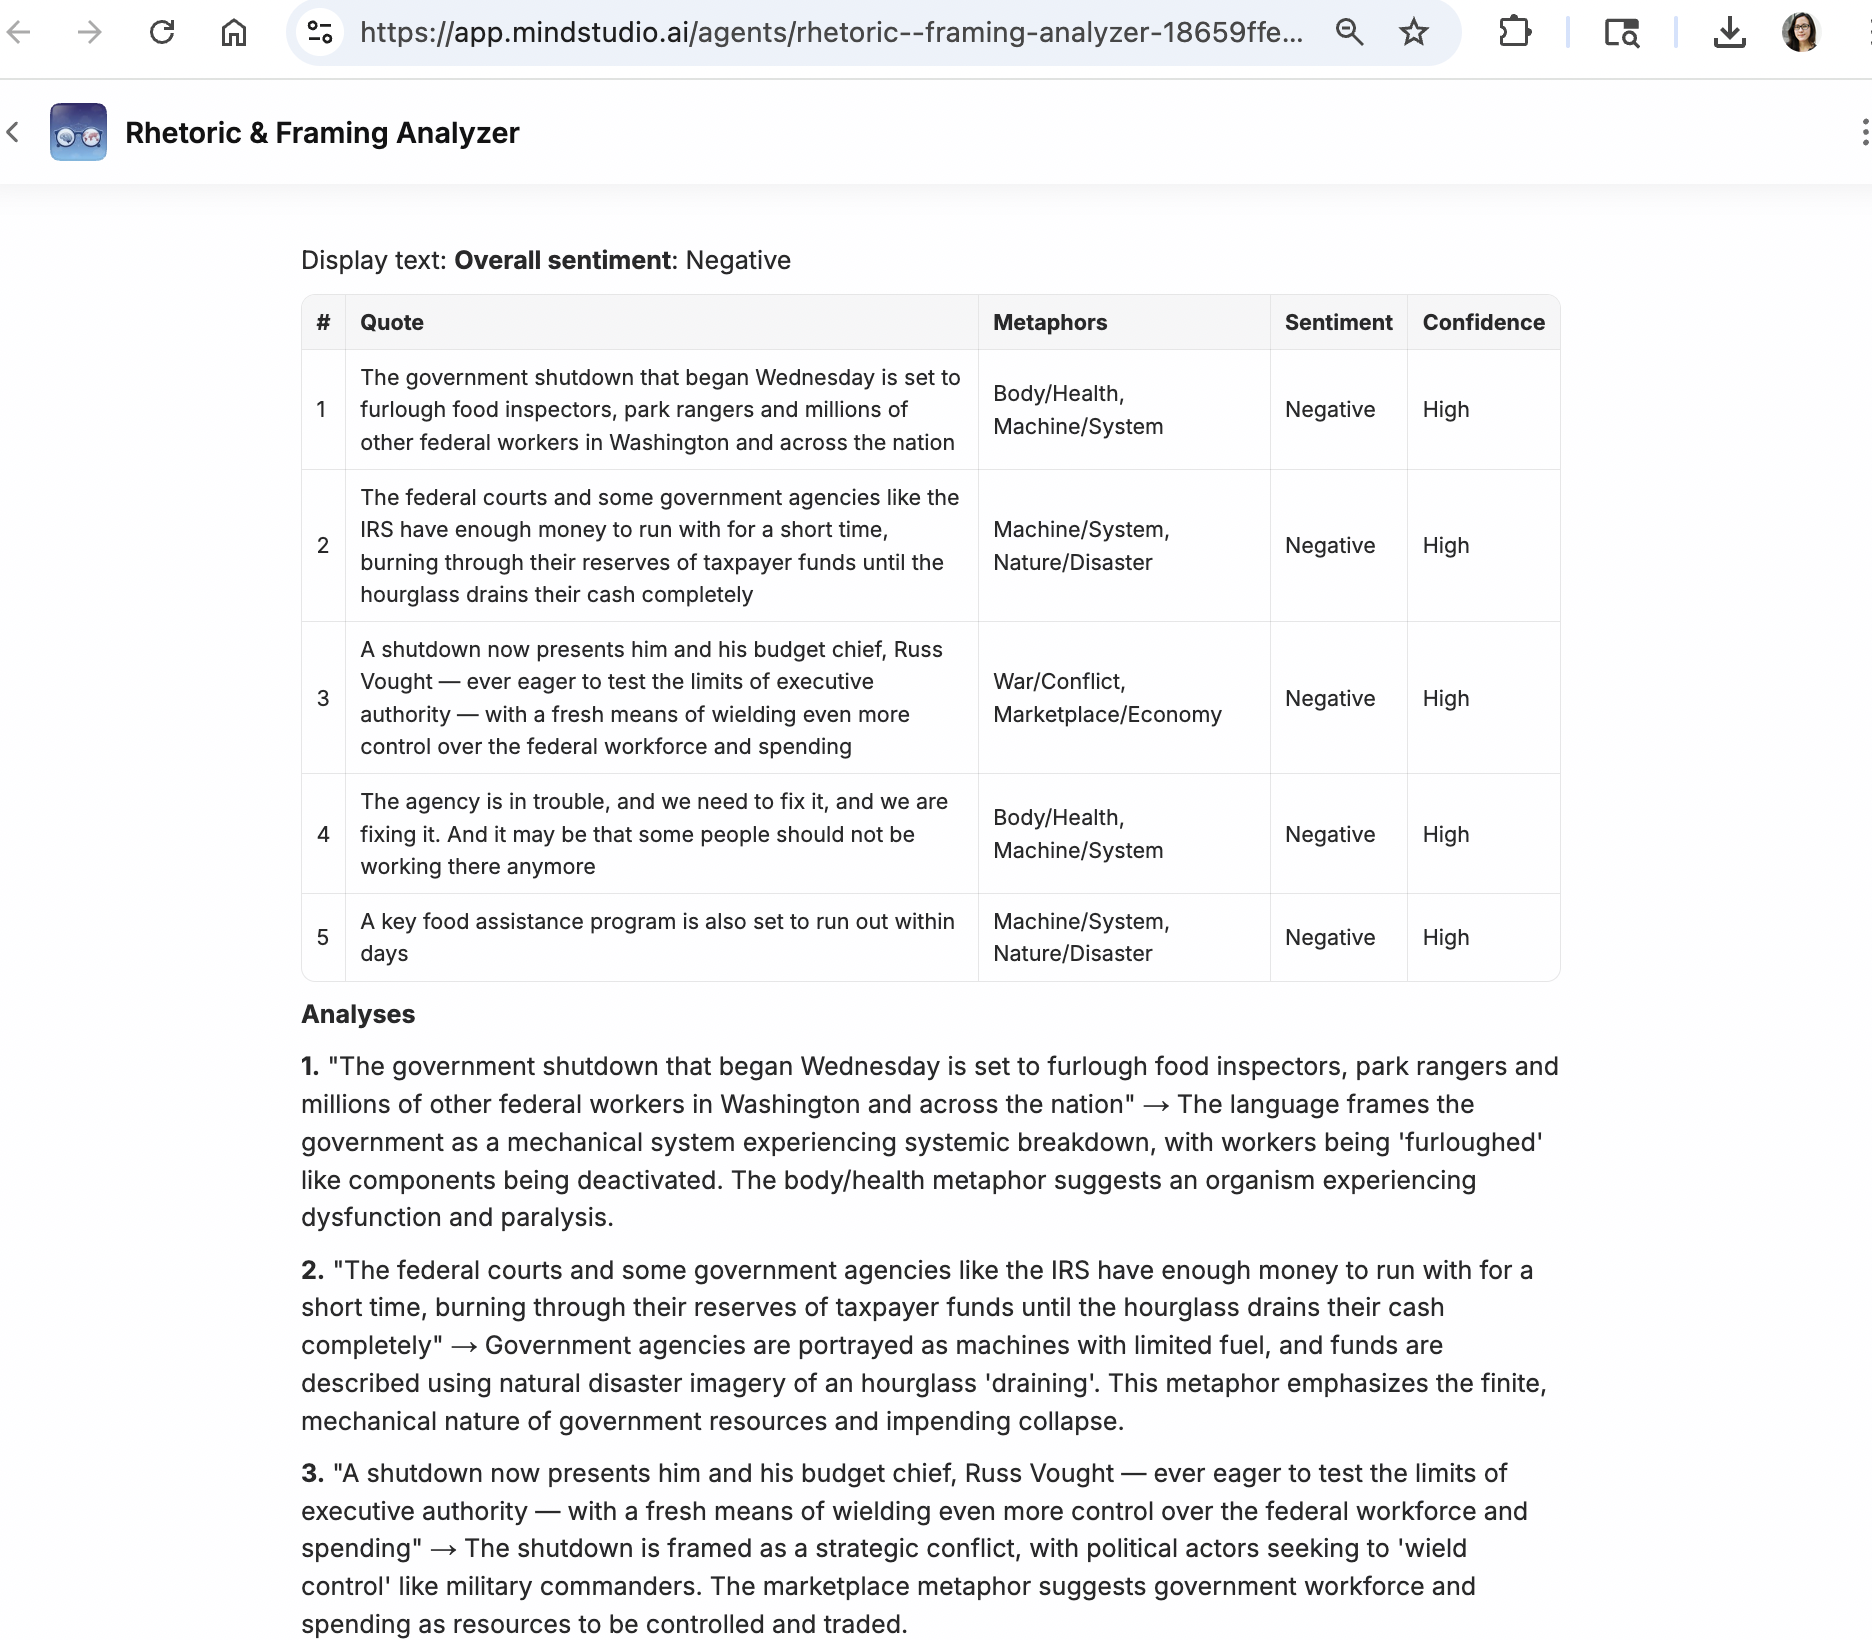 https://app.mindstudio.ai/agents/rhetoric--framing-analyzer-18659ffe...
Rhetoric & Framing Analyzer
Display text: Overall sentiment: Negative
# Quote Metaphors Sentiment Confidence
1 The government shutdown that began Wednesday is set to
furlough food inspectors, park rangers and millions of
other federal workers in Washington and across the nation
Body/Health,
Machine/System
Negative
High
2 The federal courts and some government agencies like the
IRS have enough money to run with for a short time,
burning through their reserves of taxpayer funds until the
hourglass drains their cash completely
Machine/System,
Nature/Disaster
Negative
High
3 A shutdown now presents him and his budget chief, Russ
Vought — ever eager to test the limits of executive
authority — with a fresh means of wielding even more
control over the federal workforce and spending
War/Conflict,
Marketplace/Economy
Negative
High
4 The agency is in trouble, and we need to fix it, and we are
fixing it. And it may be that some people should not be
working there anymore
Body/Health,
Machine/System
Negative
High
5 A key food assistance program is also set to run out within
days
Machine/System,
Nature/Disaster
Negative
High
Analyses
1. "The government shutdown that began Wednesday is set to furlough food inspectors, park rangers and
millions of other federal workers in Washington and across the nation" → The language frames the
government as a mechanical system experiencing systemic breakdown, with workers being 'furloughed'
like components being deactivated. The body/health metaphor suggests an organism experiencing
dysfunction and paralysis.
2. "The federal courts and some government agencies like the IRS have enough money to run with for a
short time, burning through their reserves of taxpayer funds until the hourglass drains their cash
completely" → Government agencies are portrayed as machines with limited fuel, and funds are
described using natural disaster imagery of an hourglass 'draining'. This metaphor emphasizes the finite,
mechanical nature of government resources and impending collapse.
3. "A shutdown now presents him and his budget chief, Russ Vought — ever eager to test the limits of
executive authority — with a fresh means of wielding even more control over the federal workforce and
spending" → The shutdown is framed as a strategic conflict, with political actors seeking to 'wield
control' like military commanders. The marketplace metaphor suggests government workforce and
spending as resources to be controlled and traded.